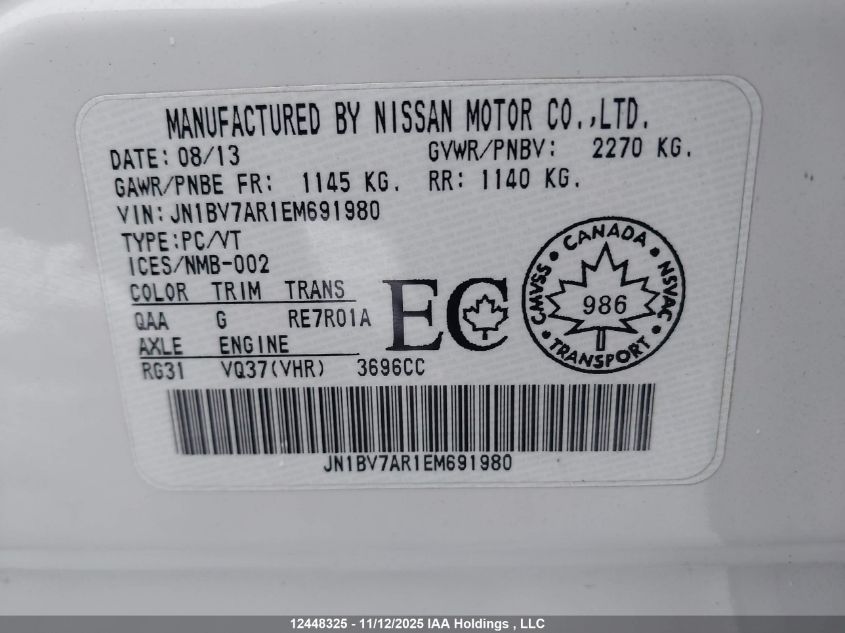 MANUFACTURED BY NISSAN MOTOR CO.,LTD.
DATE: 08/13 GVWR/PNBV: 2270 KG.
GAWR/PNBE FR: 1145 KG. RR: 1140 KG.
VIN: JN1BV7AR1EM691980
TYPE: PC/VT
ICES/NMB-002
COLOR TRIM TRANS
QAA G RE7R01A
AXLE ENGINE
RG31 VQ37(VHR) 3696CC
EC
CANADA
CMVSS
NSVAC
986
TRANSPORT
JN1BV7AR1EM691980
12448325 - 11/12/2025 IAA Holdings , LLC